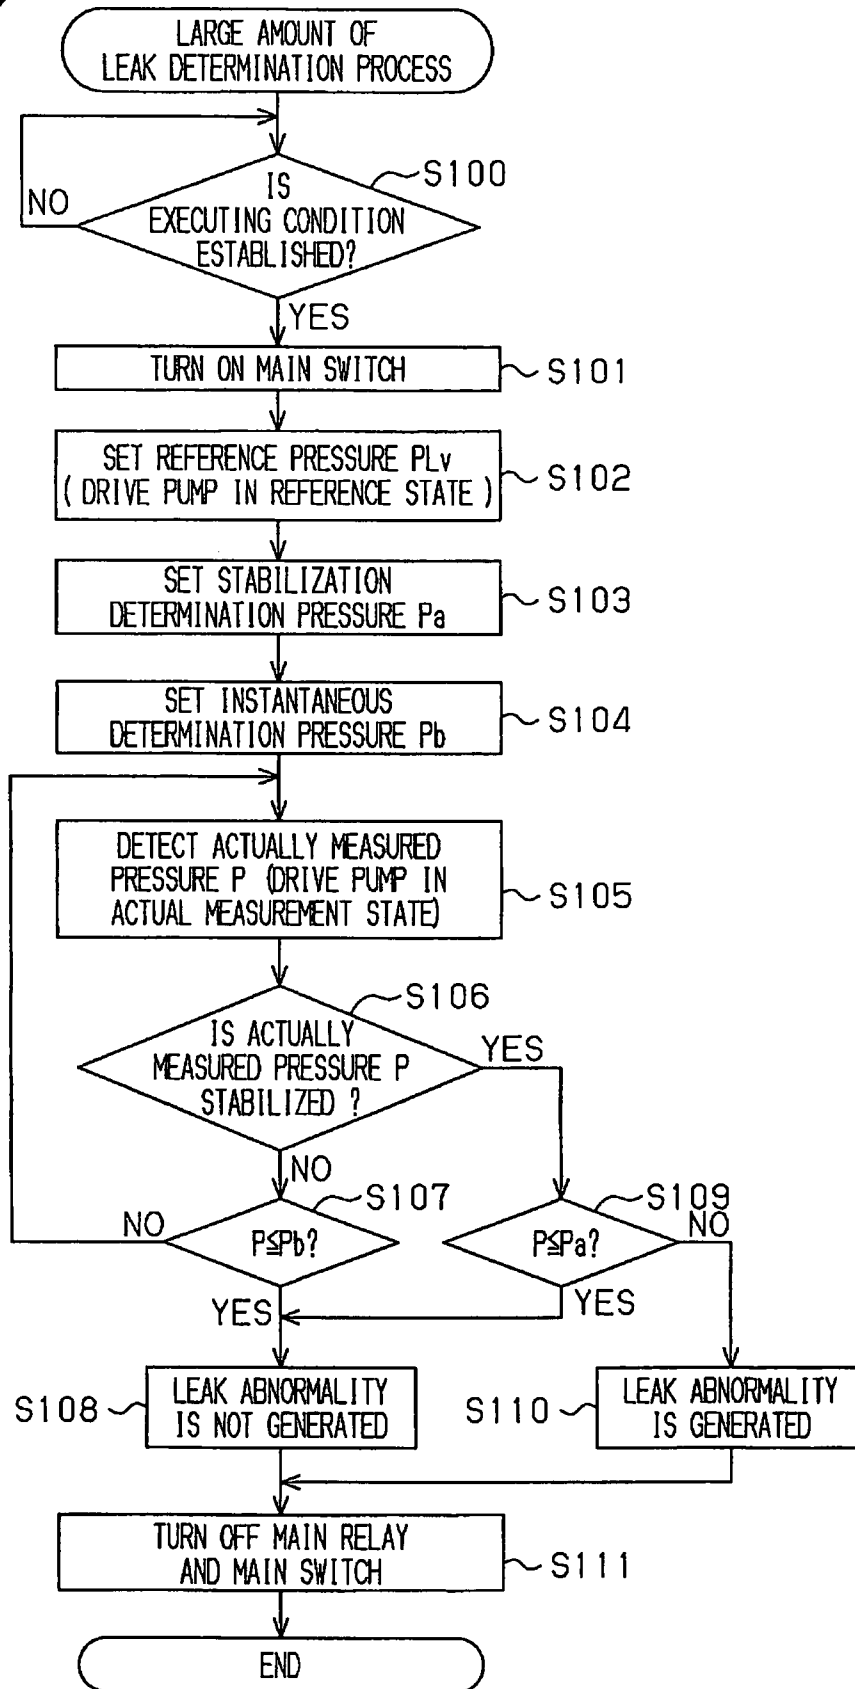 LARGE AMOUNT OF
LEAK DETERMINATION PROCESS
S100
IS
EXECUTING CONDITION
ESTABLISHED?
NO
YES
TURN ON MAIN SWITCH
S101
SET REFERENCE PRESSURE PLv
( DRIVE PUMP IN REFERENCE STATE )
S102
SET STABILIZATION
DETERMINATION PRESSURE Pa
S103
SET INSTANTANEOUS
DETERMINATION PRESSURE Pb
S104
DETECT ACTUALLY MEASURED
PRESSURE P (DRIVE PUMP IN
ACTUAL MEASUREMENT STATE)
S105
S106
IS ACTUALLY
MEASURED PRESSURE P
STABILIZED ?
YES
NO
S107
P≦Pb?
NO
YES
S109
P≦Pa?
NO
YES
S108
LEAK ABNORMALITY
IS NOT GENERATED
S110
LEAK ABNORMALITY
IS GENERATED
TURN OFF MAIN RELAY
AND MAIN SWITCH
S111
END